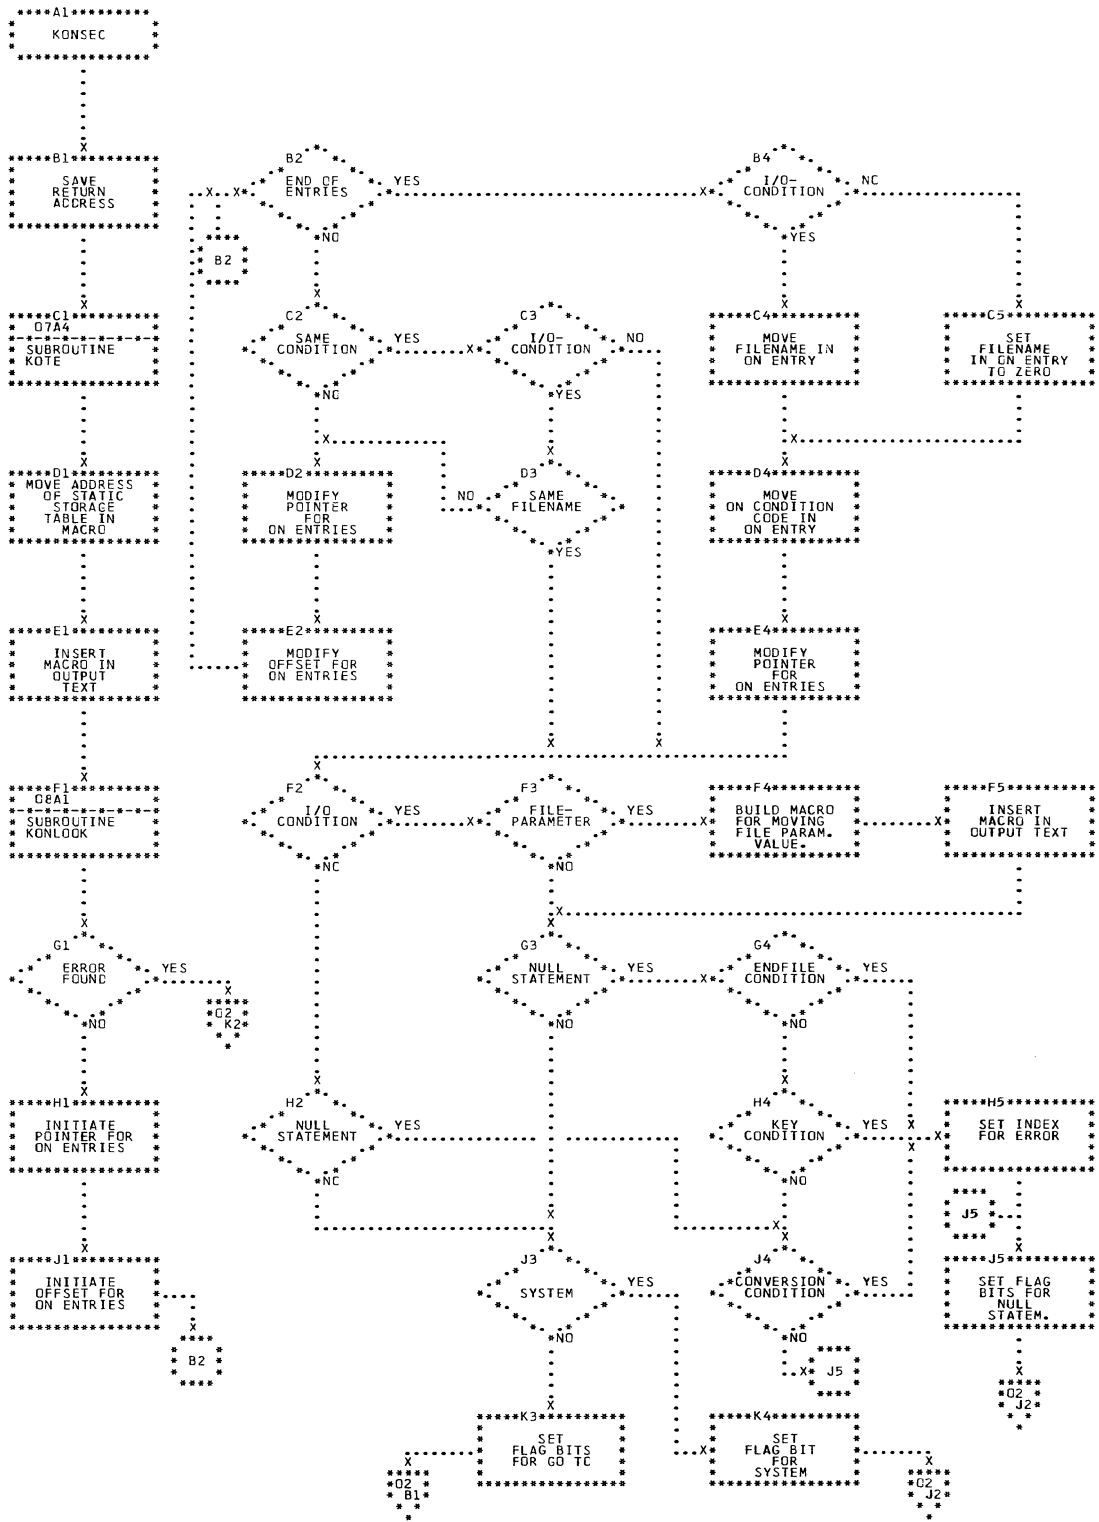 A1
KONSEC
B1
SAVE
RETURN
ADDRESS
B2
END OF
ENTRIES
YES
NO
B2
B4
I/O-
CONDITION
NC
YES
C1
07A4
SUBROUTINE
KOTE
C2
SAME
CONDITION
YES
NO
C3
I/O-
CONDITION
NO
YES
C4
MOVE
FILENAME IN
ON ENTRY
C5
SET
FILENAME
IN ON ENTRY
TO ZERO
D1
MOVE ADDRESS
OF STATIC
STORAGE
TABLE IN
MACRO
D2
MODIFY
POINTER
FOR
ON ENTRIES
D3
NO
SAME
FILENAME
YES
D4
MOVE
ON CONDITION
CODE IN
ON ENTRY
E1
INSERT
MACRO IN
OUTPUT
TEXT
E2
MODIFY
OFFSET FOR
ON ENTRIES
E4
MODIFY
POINTER
FOR
ON ENTRIES
F1
08A1
SUBROUTINE
KONLOOK
F2
I/O
CONDITION
YES
NC
F3
FILE-
PARAMETER
YES
NO
F4
BUILD MACRO
FOR MOVING
FILE PARAM.
VALUE.
F5
INSERT
MACRO IN
OUTPUT TEXT
G1
ERROR
FOUND
YES
NO
02
K2
G3
NULL
STATEMENT
YES
NO
G4
ENDFILE
CONDITION
YES
NO
H1
INITIATE
POINTER FOR
ON ENTRIES
H2
NULL
STATEMENT
YES
NC
H4
KEY
CONDITION
YES
NO
H5
SET INDEX
FOR ERROR
J5
J1
INITIATE
OFFSET FOR
ON ENTRIES
B2
J3
SYSTEM
YES
NO
J4
CONVERSION
CONDITION
YES
NO
J5
J5
SET FLAG
BITS FOR
NULL
STATEM.
02
J2
K3
SET
FLAG BITS
FOR GO TC
02
B1
K4
SET
FLAG BIT
FOR
SYSTEM
02
J2